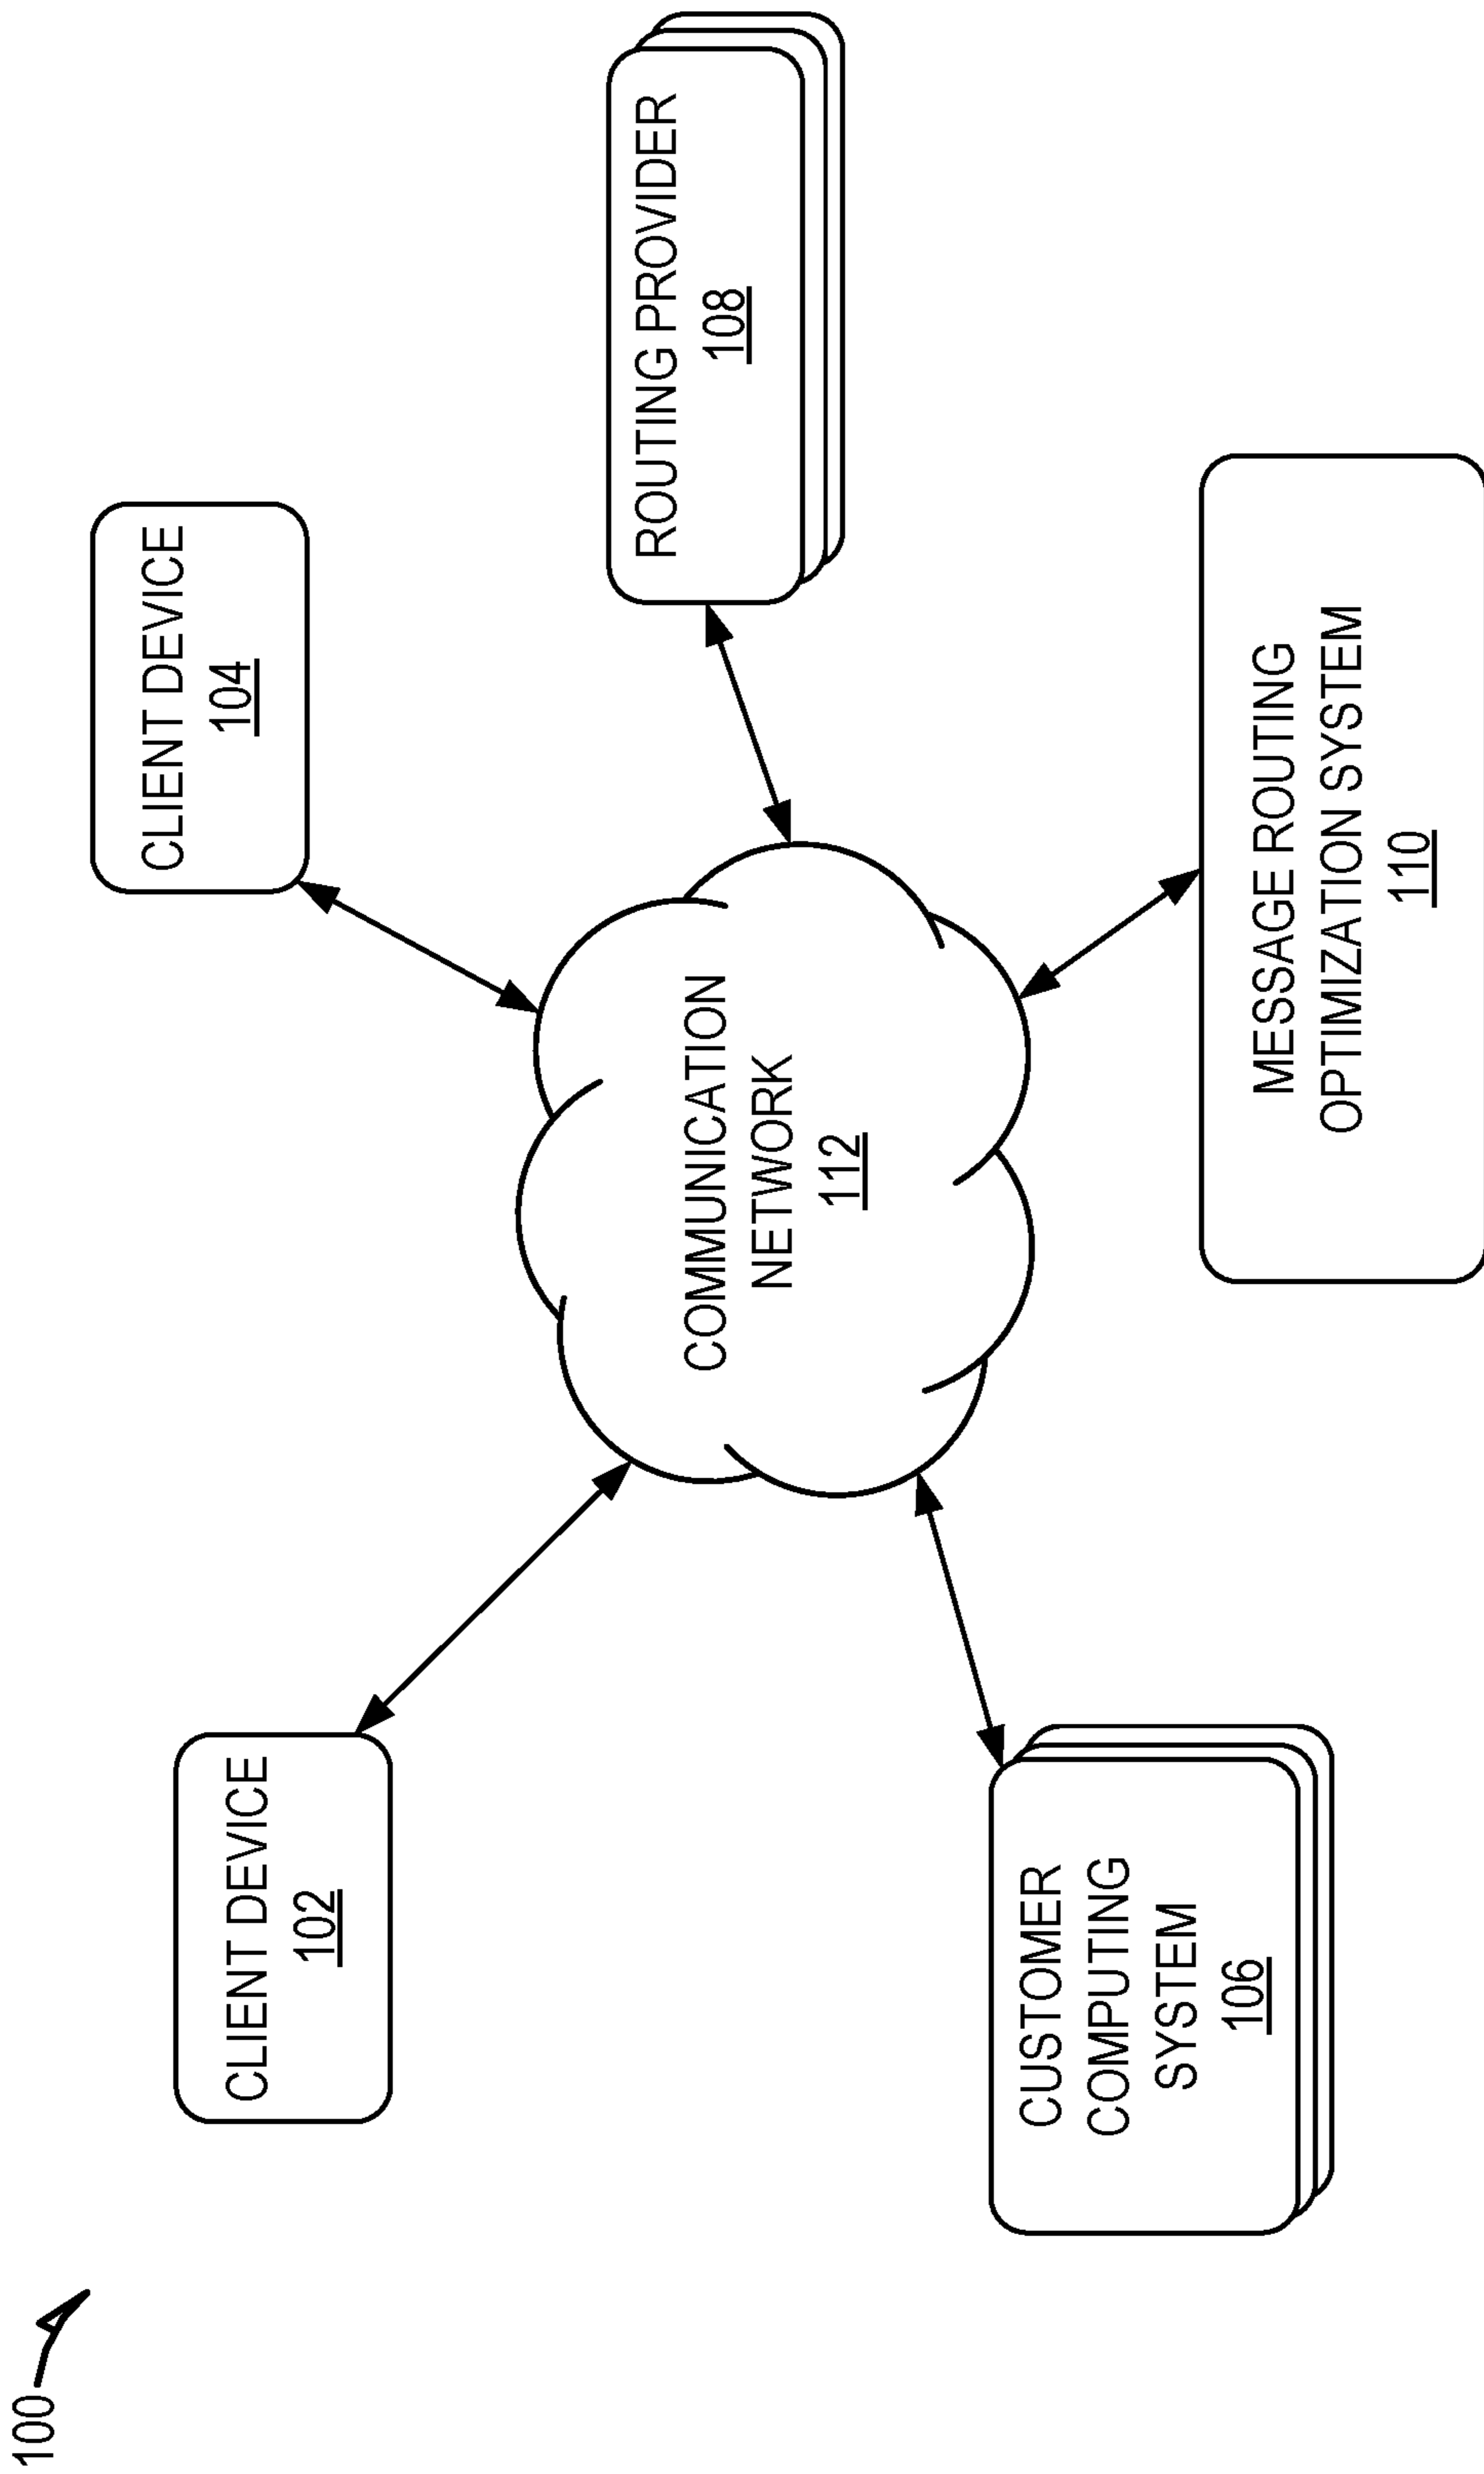 100
CLIENT DEVICE
102
CLIENT DEVICE
104
COMMUNICATION
NETWORK
112
ROUTING PROVIDER
108
CUSTOMER
COMPUTING
SYSTEM
106
MESSAGE ROUTING
OPTIMIZATION SYSTEM
110